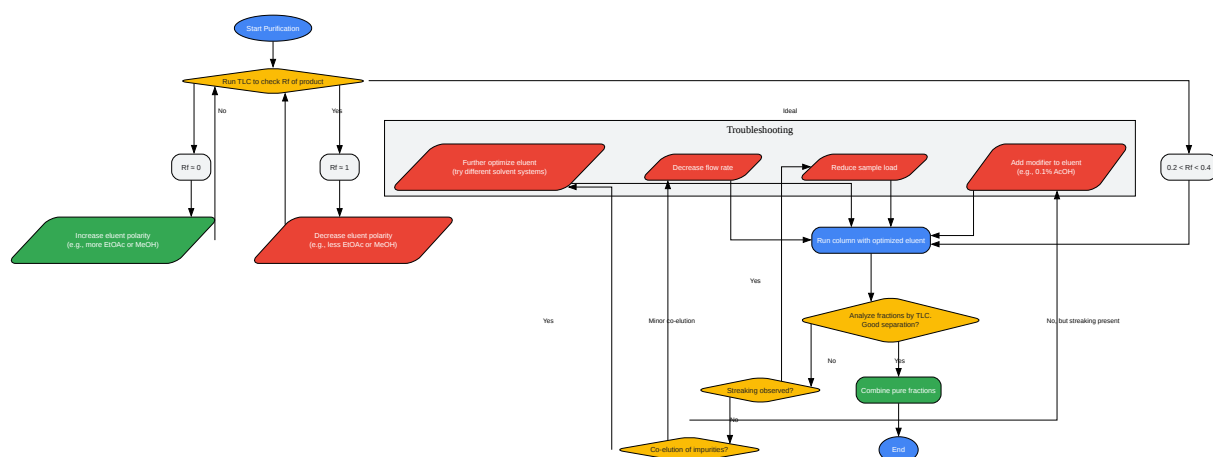 Start Purification
Run TLC to check Rf of product
No
Yes
Ideal
Troubleshooting
Further optimize eluent
(try different solvent systems)
Decrease flow rate
Reduce sample load
Add modifier to eluent
(e.g., 0.1% AcOH)
Rf ≈ 0
Rf ≈ 1
0.2 < Rf < 0.4
Increase eluent polarity
(e.g., more EtOAc or MeOH)
Decrease eluent polarity
(e.g., less EtOAc or MeOH)
Run column with optimized eluent
Yes
Analyze fractions by TLC.
Good separation?
Yes
Minor co-elution
No, but streaking present
No
Yes
Streaking observed?
Combine pure fractions
No
Co-elution of impurities?
End